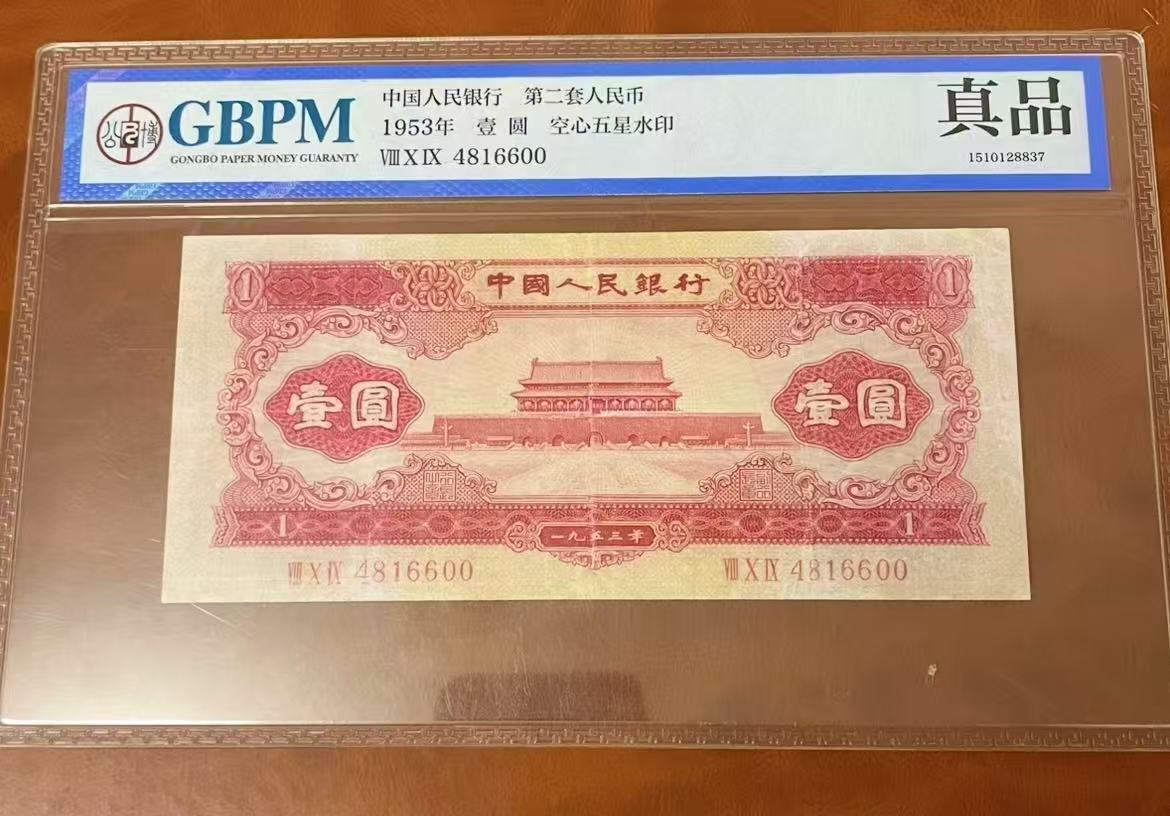 GBPM
GONGBO PAPER MONEY GUARANTY
中国人民银行 第二套人民币
1953年 壹圆 空心五星水印
ⅧⅩⅨ 4816600
真品
1510128837
1 中國人民銀行 1
壹圓 壹圓
1 一九五三年 1
ⅧⅩⅨ 4816600 ⅧⅩⅨ 4816600